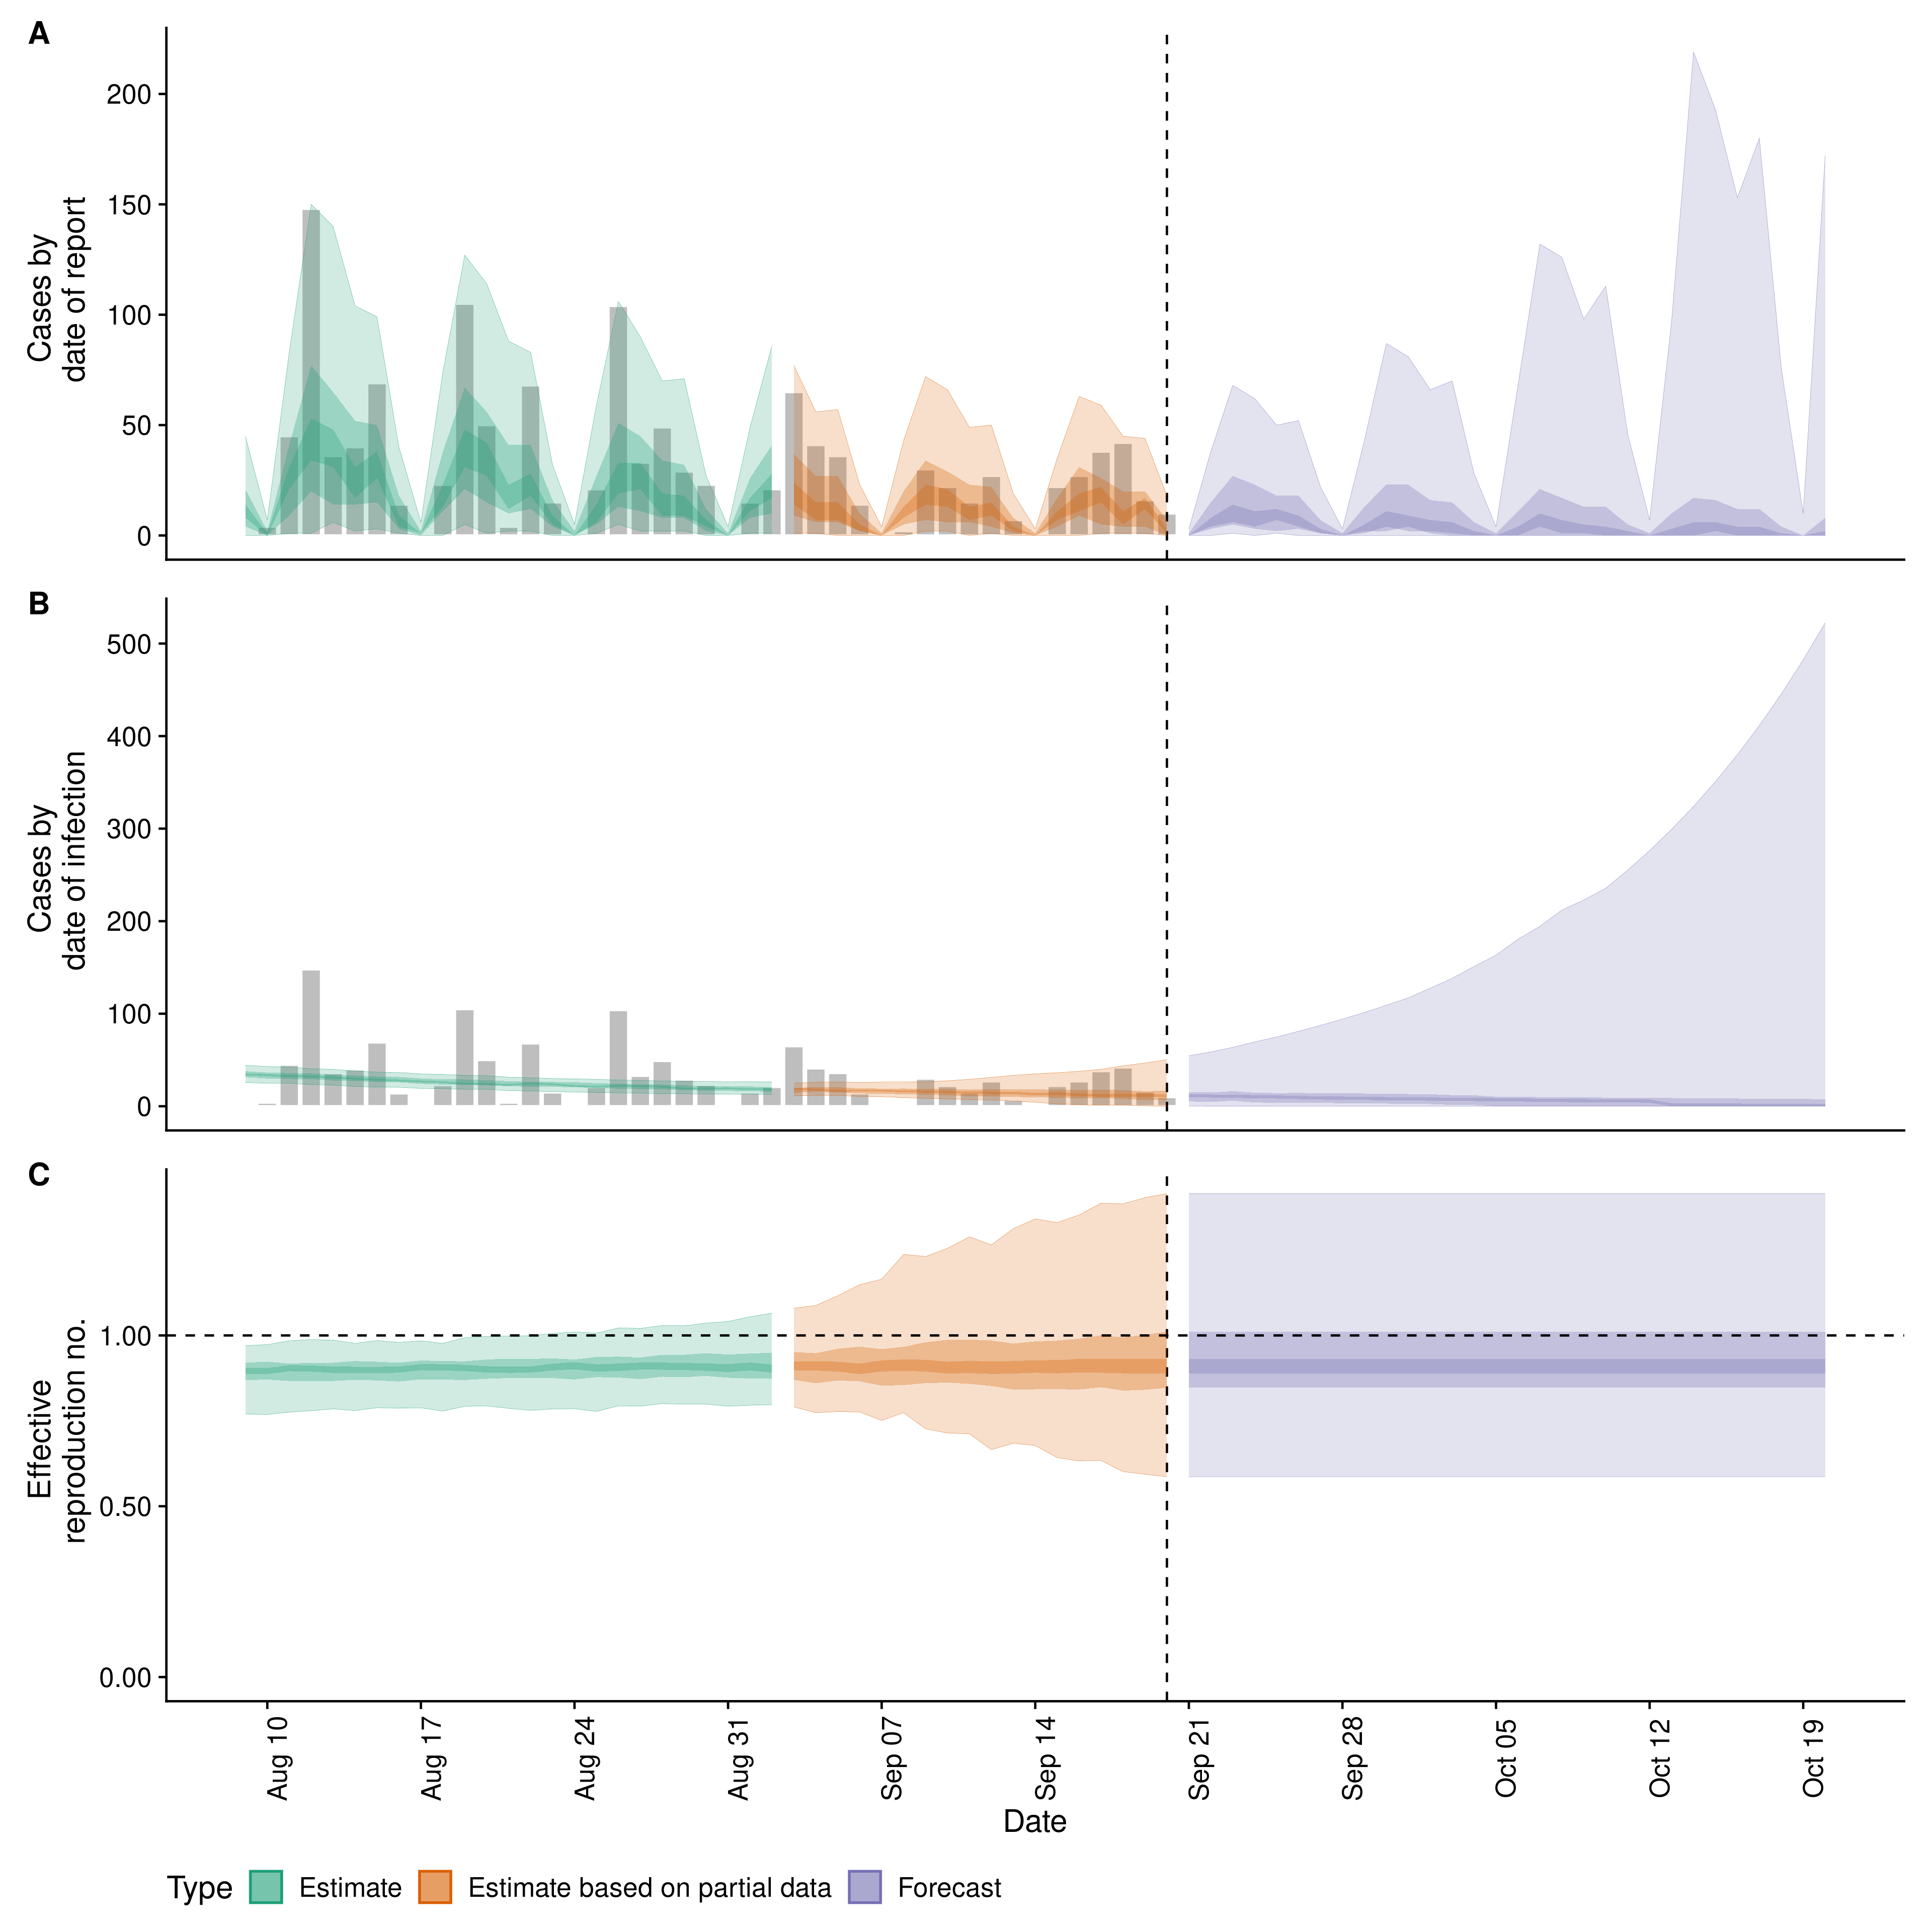 A
Cases by
date of report
200
150
100
50
0
B
Cases by
date of infection
500
400
300
200
100
0
C
Effective
reproduction no.
1.00
0.50
0.00
Aug 10
Aug 17
Aug 24
Aug 31
Sep 07
Sep 14
Sep 21
Sep 28
Oct 05
Oct 12
Oct 19
Date
Type Estimate Estimate based on partial data Forecast